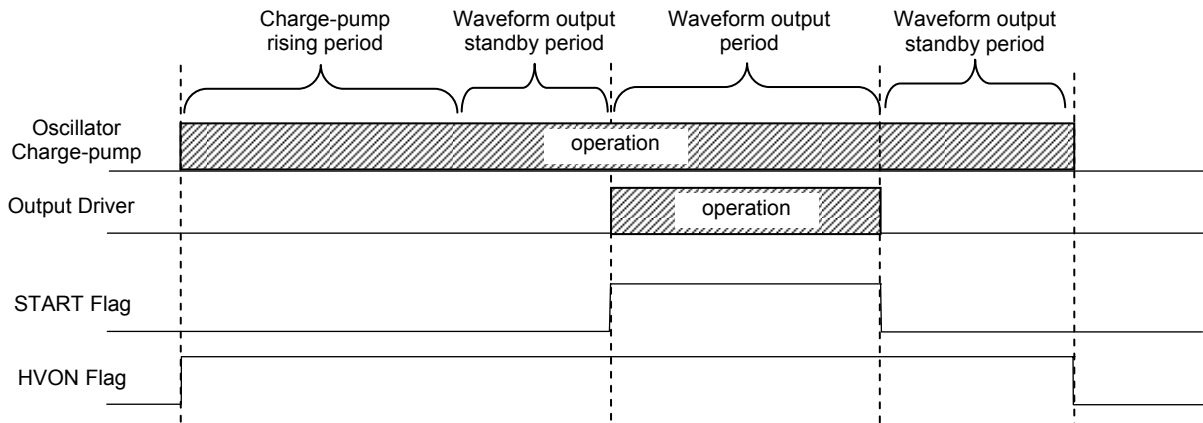 Charge-pump
rising period
Waveform output
standby period
Waveform output
period
Waveform output
standby period
Oscillator
Charge-pump
operation
Output Driver
operation
START Flag
HVON Flag